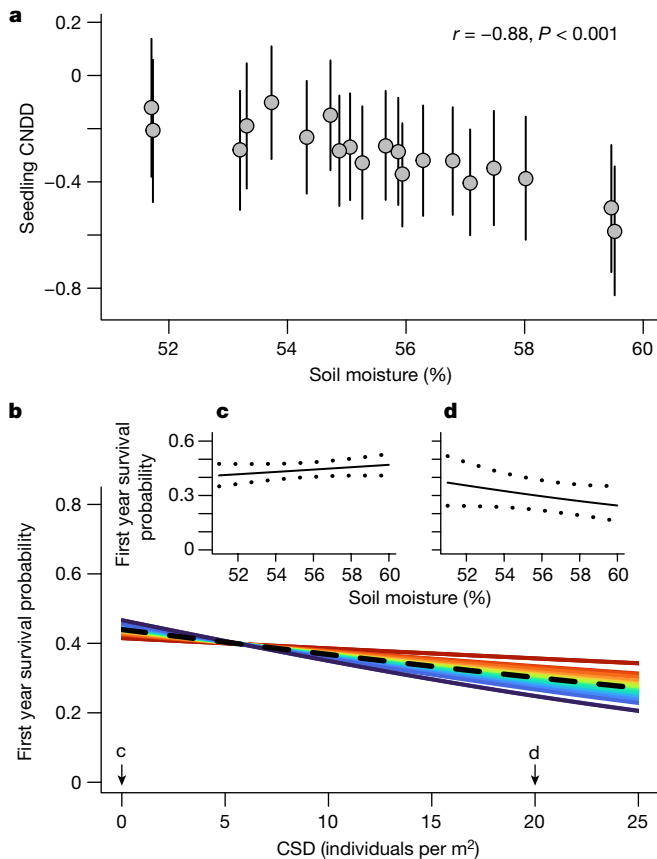 a
r = −0.88, P < 0.001
0.2
0
−0.4
−0.8
Seedling CNDD
52 54 56 58 60
Soil moisture (%)
b
c
d
0.6
0.3
0
First year survival
probability
52 54 56 58 60
52 54 56 58 60
Soil moisture (%)
0.8
0.6
0.4
0.2
0
First year survival probability
c
d
0 5 10 15 20 25
CSD (individuals per m²)